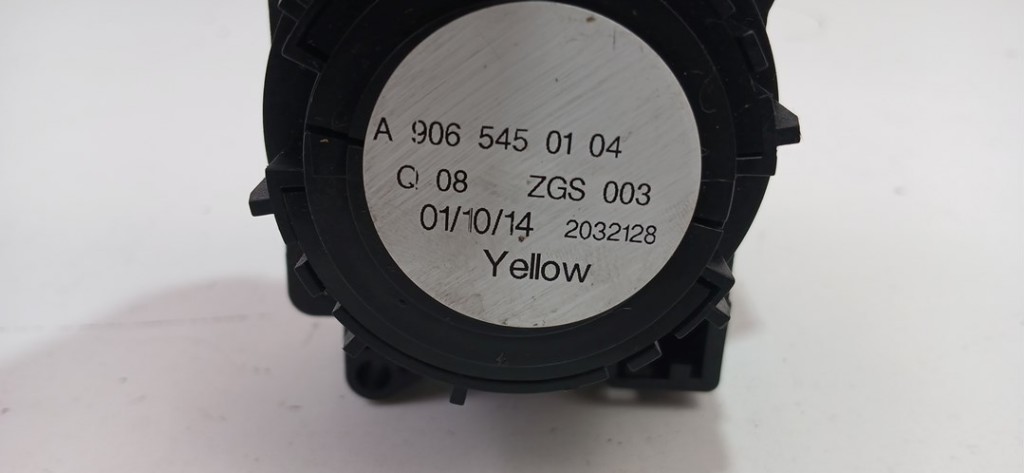 A 906 545 01 04
Q 08 ZGS 003
01/10/14 2032128
Yellow